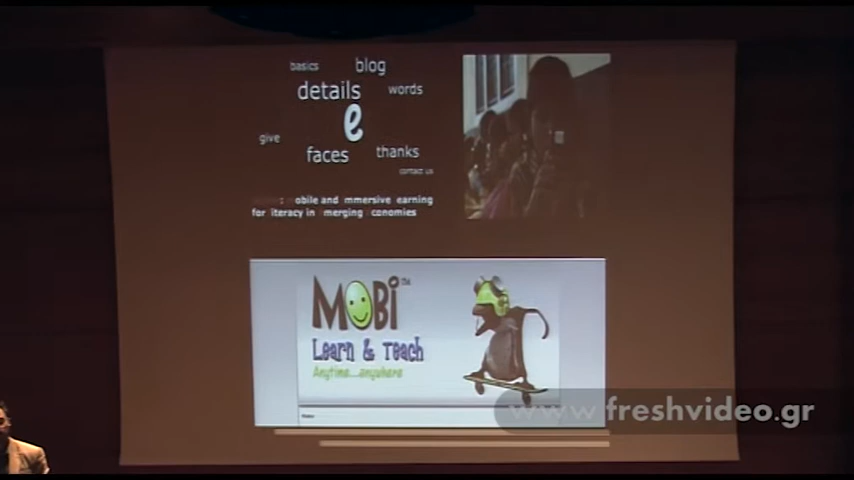 basics
blog
details
words
e
give
faces
thanks
contact us
: obile and mmersive earning
for iteracy in merging conomies
MOBi
Learn & Teach
Anytime...anywhere
www.freshvideo.gr